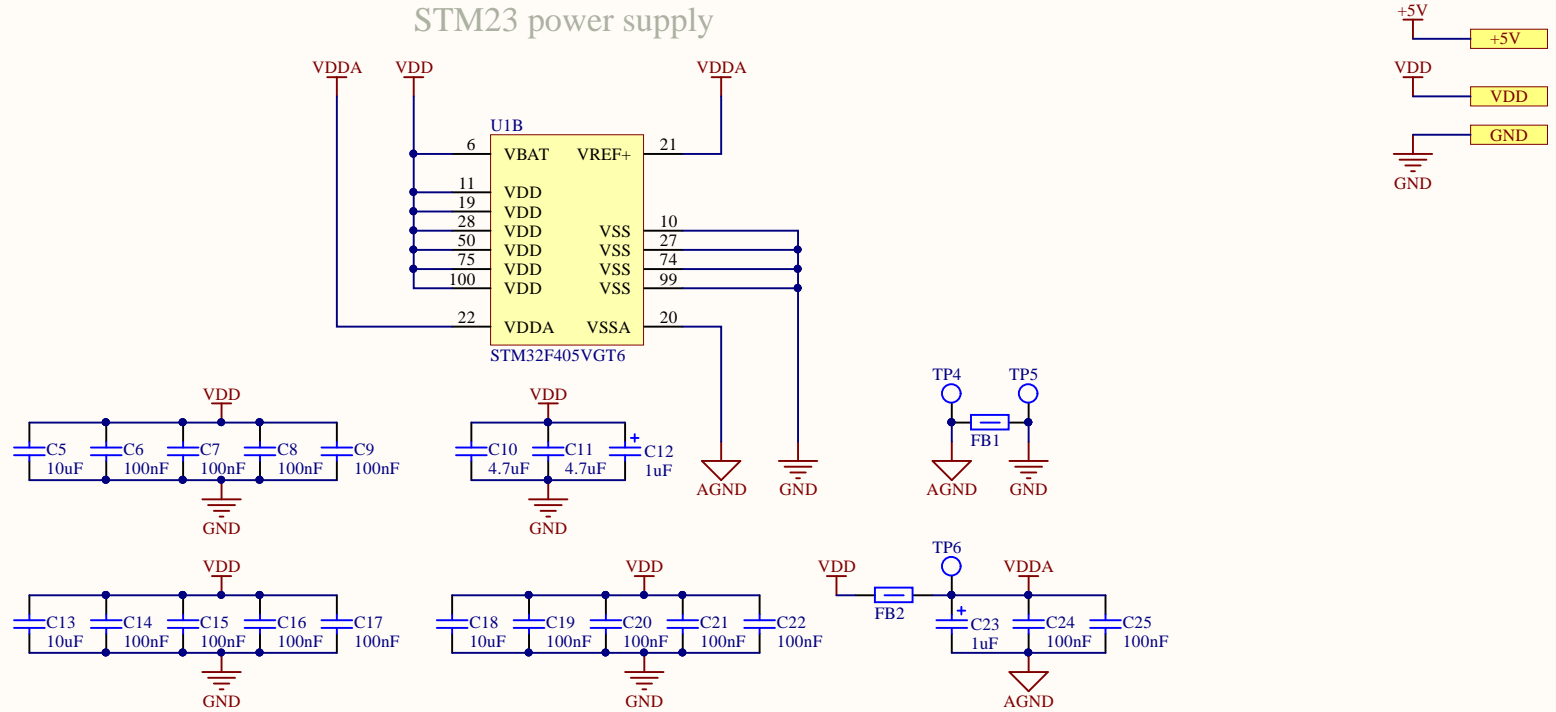 STM23 power supply
+5V
+5V
VDD
VDD
GND
GND
VDDA
VDD
VDDA
U1B
6
VBAT
VREF+
21
11
VDD
19
VDD
28
VDD
VSS
10
50
VDD
VSS
27
75
VDD
VSS
74
100
VDD
VSS
99
22
VDDA
VSSA
20
STM32F405VGT6
AGND
GND
VDD
C5
10uF
C6
100nF
C7
100nF
C8
100nF
C9
100nF
GND
VDD
C10
4.7uF
C11
4.7uF
+
C12
1uF
GND
TP4
TP5
FB1
AGND
GND
VDD
C13
10uF
C14
100nF
C15
100nF
C16
100nF
C17
100nF
GND
VDD
C18
10uF
C19
100nF
C20
100nF
C21
100nF
C22
100nF
GND
VDD
FB2
TP6
VDDA
+
C23
1uF
C24
100nF
C25
100nF
AGND